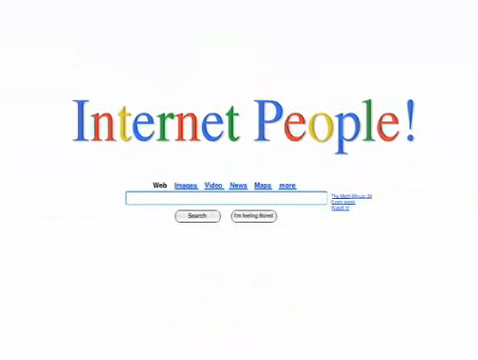 Internet People!
Web Images Video News Maps more
Search I'm feeling Bored